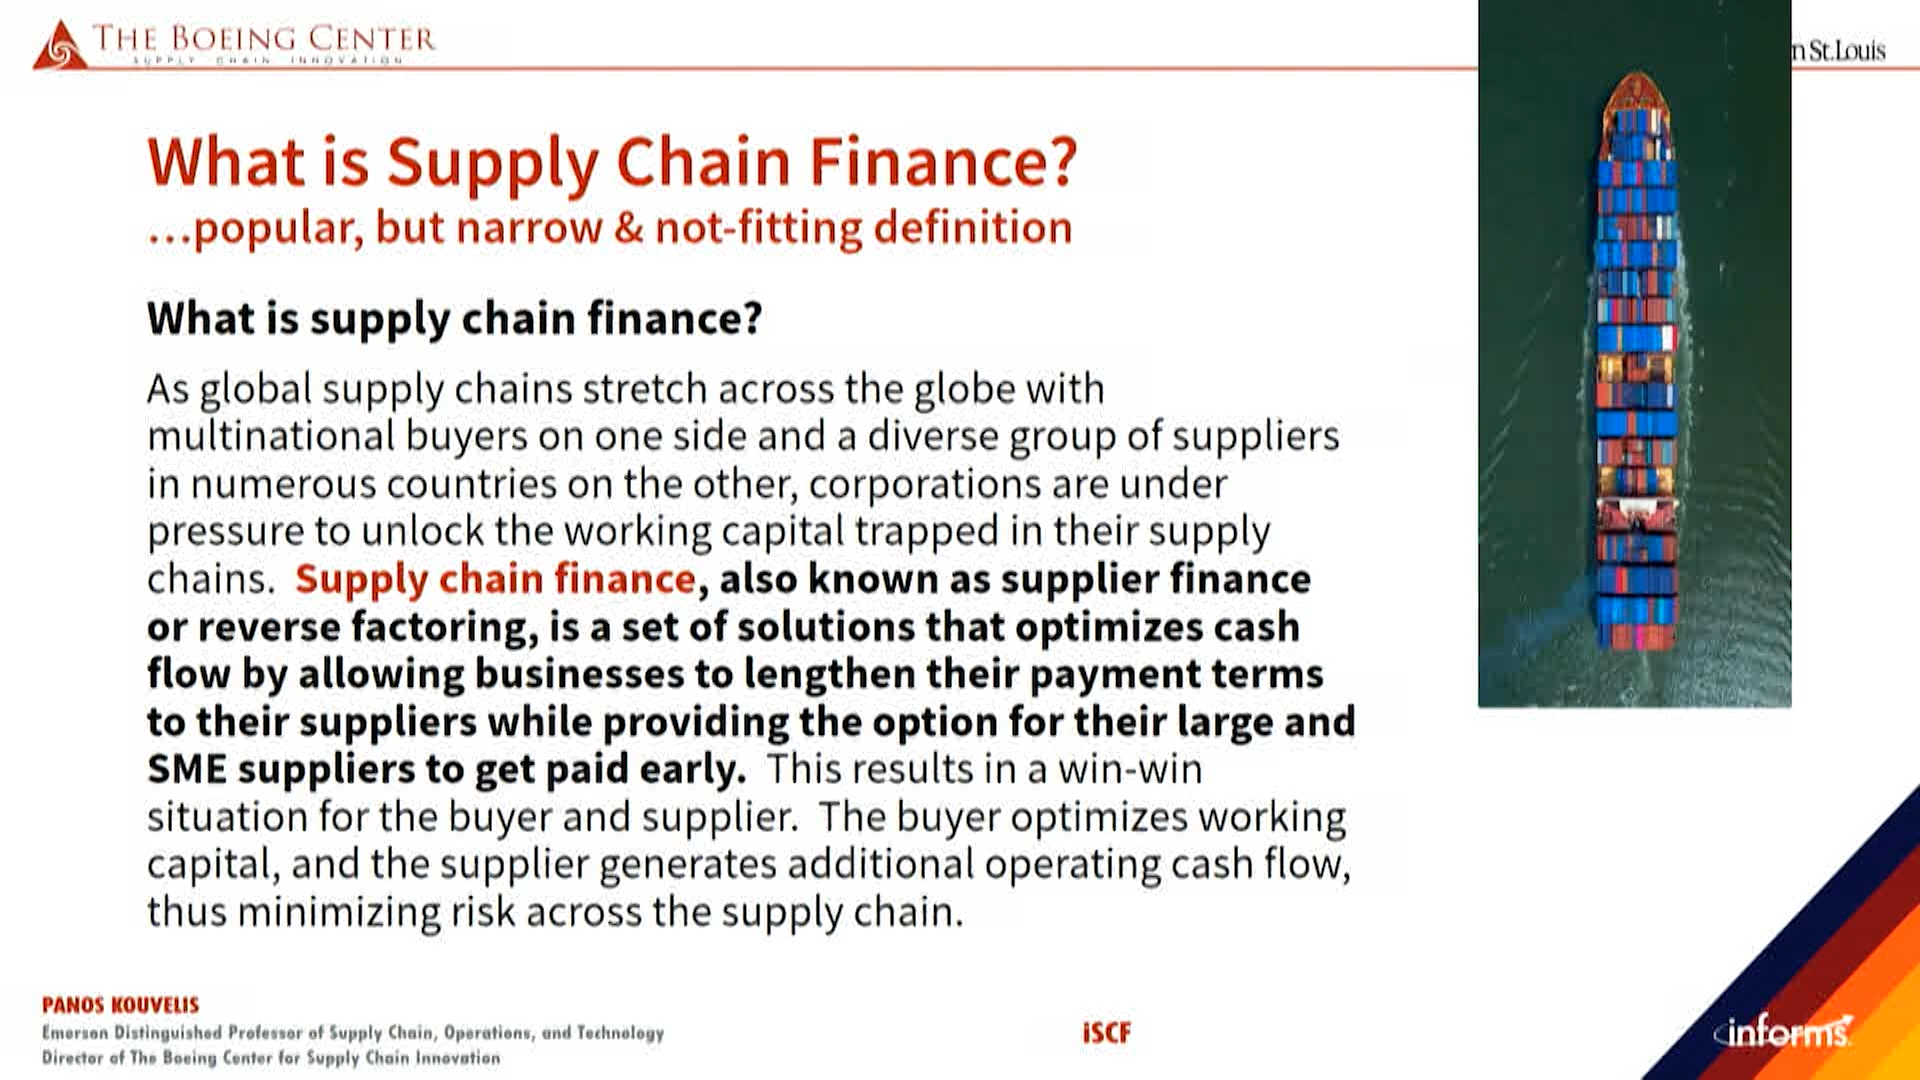 THE BOEING CENTER
SUPPLY CHAIN INNOVATION
n St.Louis
What is Supply Chain Finance?
...popular, but narrow & not-fitting definition
What is supply chain finance?
As global supply chains stretch across the globe with
multinational buyers on one side and a diverse group of suppliers
in numerous countries on the other, corporations are under
pressure to unlock the working capital trapped in their supply
chains. Supply chain finance, also known as supplier finance
or reverse factoring, is a set of solutions that optimizes cash
flow by allowing businesses to lengthen their payment terms
to their suppliers while providing the option for their large and
SME suppliers to get paid early. This results in a win-win
situation for the buyer and supplier. The buyer optimizes working
capital, and the supplier generates additional operating cash flow,
thus minimizing risk across the supply chain.
PANOS KOUVELIS
Emerson Distinguished Professor of Supply Chain, Operations, and Technology
Director of The Boeing Center for Supply Chain Innovation
iSCF
informs